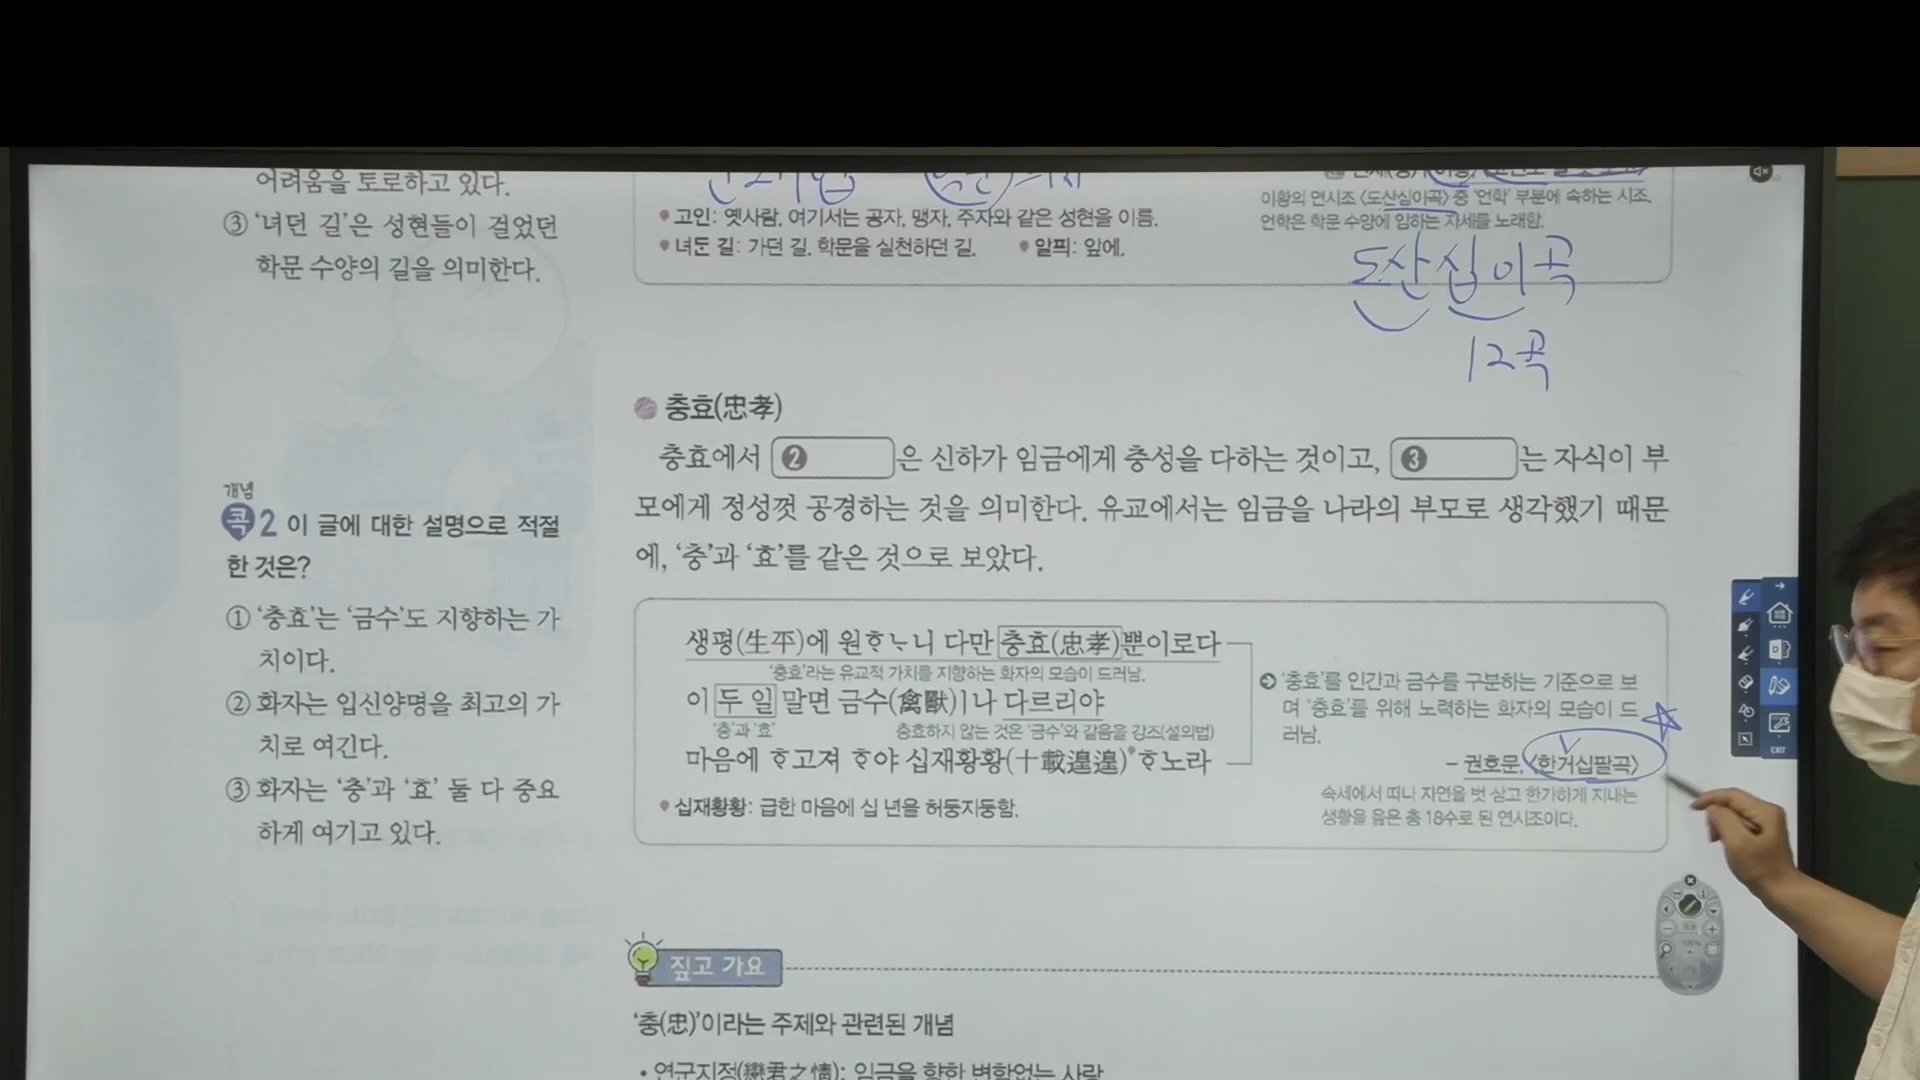 어려움을 토로하고 있다.
③ ‘녀던 길’은 성현들이 걸었던
학문 수양의 길을 의미한다.
• 고인: 옛사람. 여기서는 공자, 맹자, 주자와 같은 성현을 이름.
• 녀던 길: 가던 길. 학문을 실천하던 길. • 알픠: 앞에.
이황의 연시조 〈도산십이곡〉 중 ‘언학’ 부분에 속하는 시조.
언학은 학문 수양에 임하는 자세를 노래함.
도산십이곡
12곡
충효(忠孝)
충효에서 ❷ 은 신하가 임금에게 충성을 다하는 것이고, ❸ 는 자식이 부
모에게 정성껏 공경하는 것을 의미한다. 유교에서는 임금을 나라의 부모로 생각했기 때문
에, ‘충’과 ‘효’를 같은 것으로 보았다.
개념
콕 2 이 글에 대한 설명으로 적절
한 것은?
① ‘충효’는 ‘금수’도 지향하는 가
치이다.
② 화자는 입신양명을 최고의 가
치로 여긴다.
③ 화자는 ‘충’과 ‘효’ 둘 다 중요
하게 여기고 있다.
생평(生平)에 원ᄒᆞᄂᆞ니 다만 충효(忠孝)뿐이로다
‘충효’라는 유교적 가치를 지향하는 화자의 모습이 드러남.
이 두 일 말면 금수(禽獸)ㅣ나 다르리야
‘충’과 ‘효’ 충효하지 않는 것은 ‘금수’와 같음을 강조(설의법)
마음에 ᄒᆞ고져 ᄒᆞ야 십재황황(十載遑遑)•ᄒᆞ노라
• 십재황황: 급한 마음에 십 년을 허둥지둥함.
‘충효’를 인간과 금수를 구분하는 기준으로 보
며 ‘충효’를 위해 노력하는 화자의 모습이 드
러남.
– 권호문, 〈한거십팔곡〉
속세에서 떠나 자연을 벗 삼고 한가하게 지내는
생활을 읊은 총 18수로 된 연시조이다.
짚고 가요
‘충(忠)’이라는 주제와 관련된 개념
• 연군지정(戀君之情): 임금을 향한 변함없는 사랑
EXIT
100%